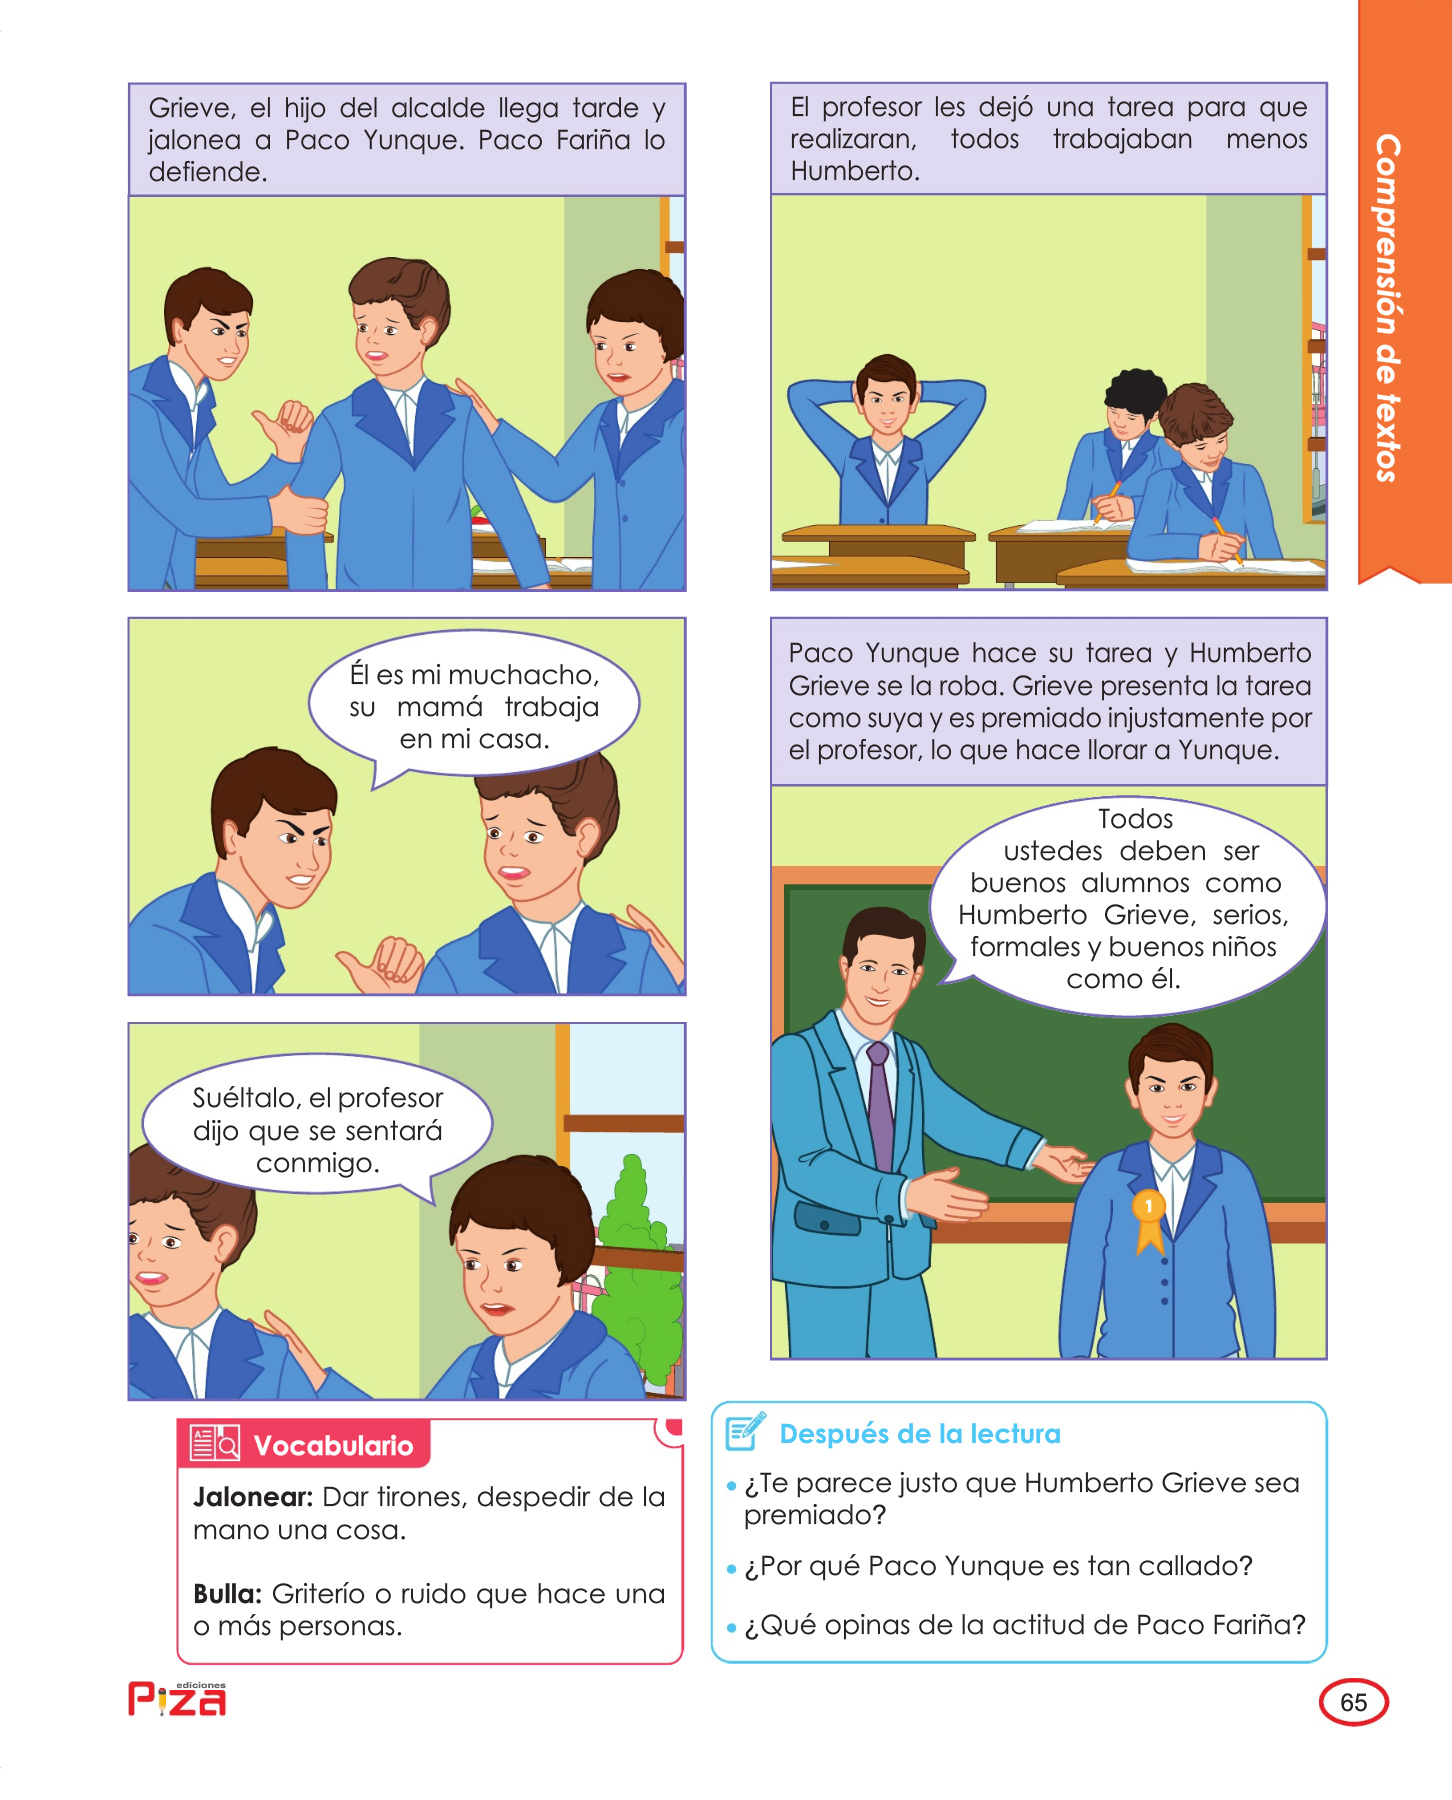 Grieve, el hijo del alcalde llega tarde y
jalonea a Paco Yunque. Paco Fariña lo
defiende.
Él es mi muchacho,
su mamá trabaja
en mi casa.
Suéltalo, el profesor
dijo que se sentará
conmigo.
El profesor les dejó una tarea para que
realizaran, todos trabajaban menos
Humberto.
Paco Yunque hace su tarea y Humberto
Grieve se la roba. Grieve presenta la tarea
como suya y es premiado injustamente por
el profesor, lo que hace llorar a Yunque.
Todos
ustedes deben ser
buenos alumnos como
Humberto Grieve, serios,
formales y buenos niños
como él.
1
Comprensión de textos
Vocabulario
Jalonear: Dar tirones, despedir de la
mano una cosa.
Bulla: Griterío o ruido que hace una
o más personas.
Después de la lectura
• ¿Te parece justo que Humberto Grieve sea
premiado?
• ¿Por qué Paco Yunque es tan callado?
• ¿Qué opinas de la actitud de Paco Fariña?
ediciones
Piza
65